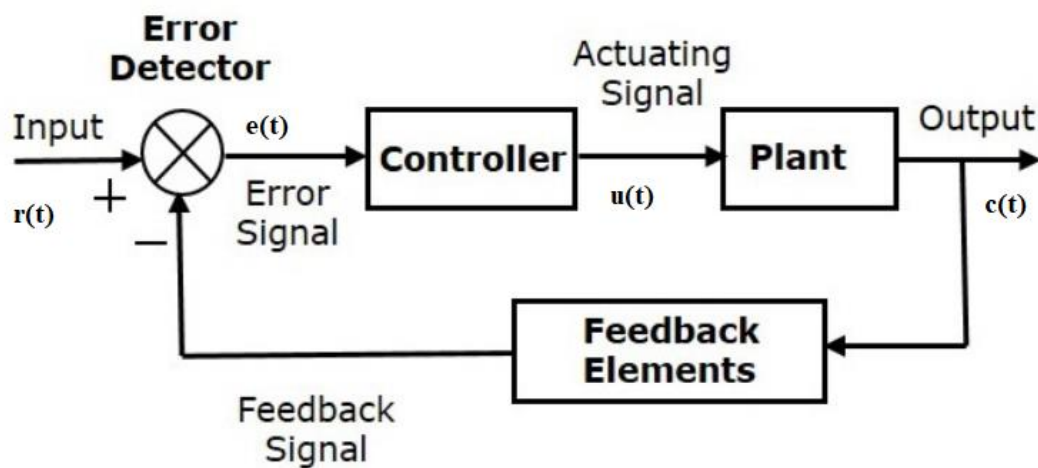 Error
Detector
Actuating
Signal
Input
e(t)
Controller
Plant
Output
+
r(t)
Error
Signal
u(t)
c(t)
−
Feedback
Elements
Feedback
Signal